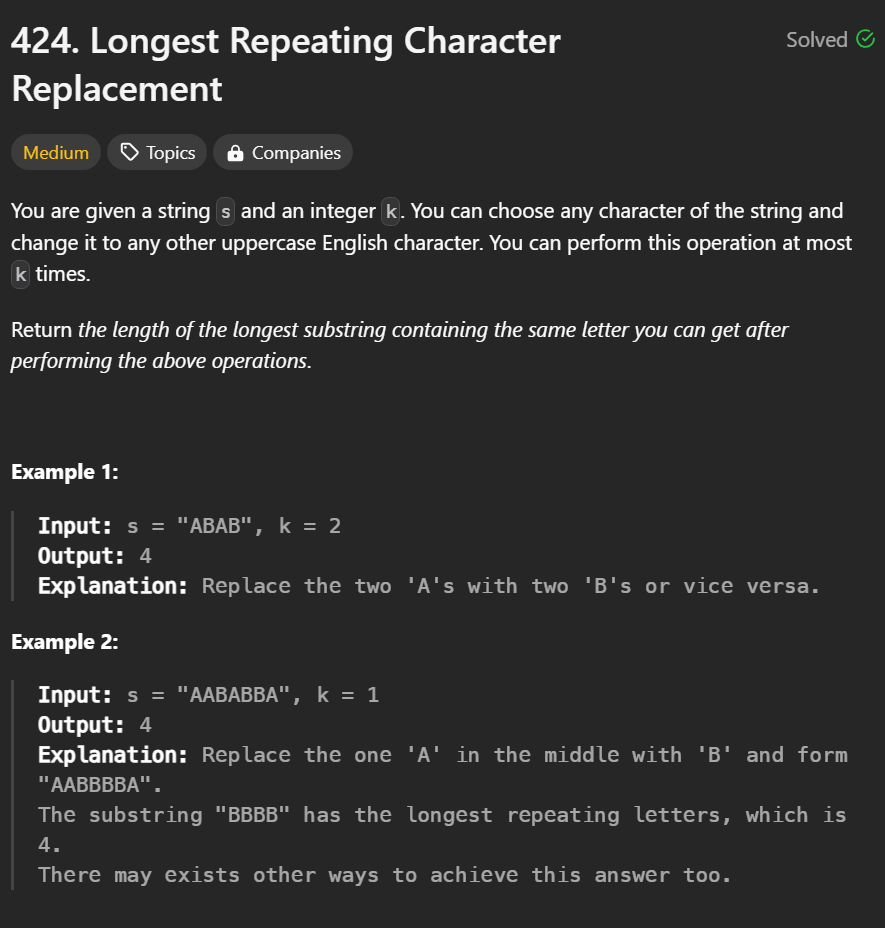 424. Longest Repeating Character
Replacement
Solved
Medium
Topics
Companies
You are given a string s and an integer k. You can choose any character of the string and
change it to any other uppercase English character. You can perform this operation at most
k times.
Return the length of the longest substring containing the same letter you can get after
performing the above operations.
Example 1:
Input: s = "ABAB", k = 2
Output: 4
Explanation: Replace the two 'A's with two 'B's or vice versa.
Example 2:
Input: s = "AABABBA", k = 1
Output: 4
Explanation: Replace the one 'A' in the middle with 'B' and form
"AABBBBA".
The substring "BBBB" has the longest repeating letters, which is
4.
There may exists other ways to achieve this answer too.